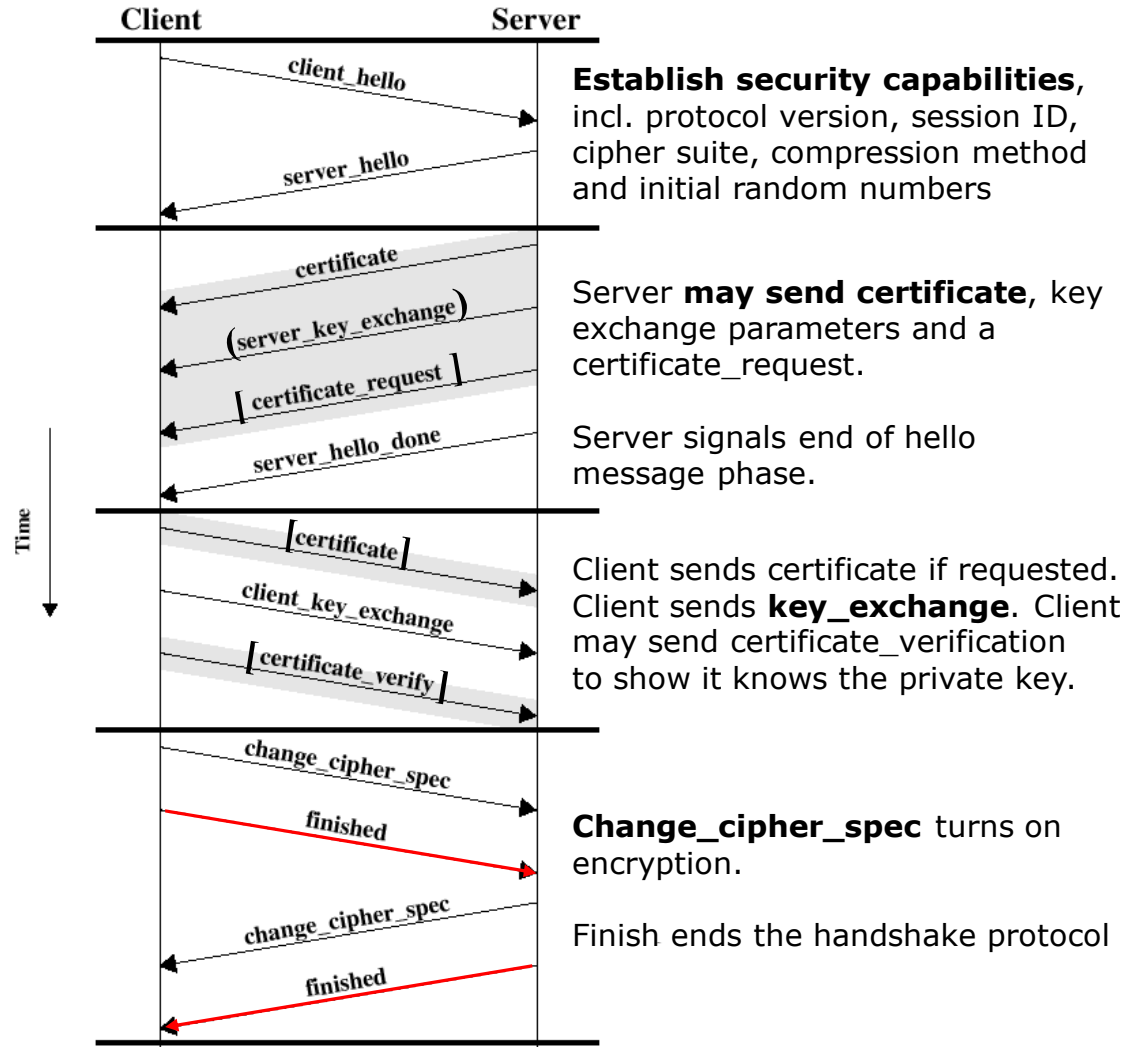 Client
Server
client_hello
server_hello
Establish security capabilities,
incl. protocol version, session ID,
cipher suite, compression method
and initial random numbers
certificate
(server_key_exchange)
[ certificate_request ]
server_hello_done
Server may send certificate, key
exchange parameters and a
certificate_request.
Server signals end of hello
message phase.
Time
[certificate]
client_key_exchange
[ certificate_verify ]
Client sends certificate if requested.
Client sends key_exchange. Client
may send certificate_verification
to show it knows the private key.
change_cipher_spec
finished
change_cipher_spec
finished
Change_cipher_spec turns on
encryption.
Finish ends the handshake protocol